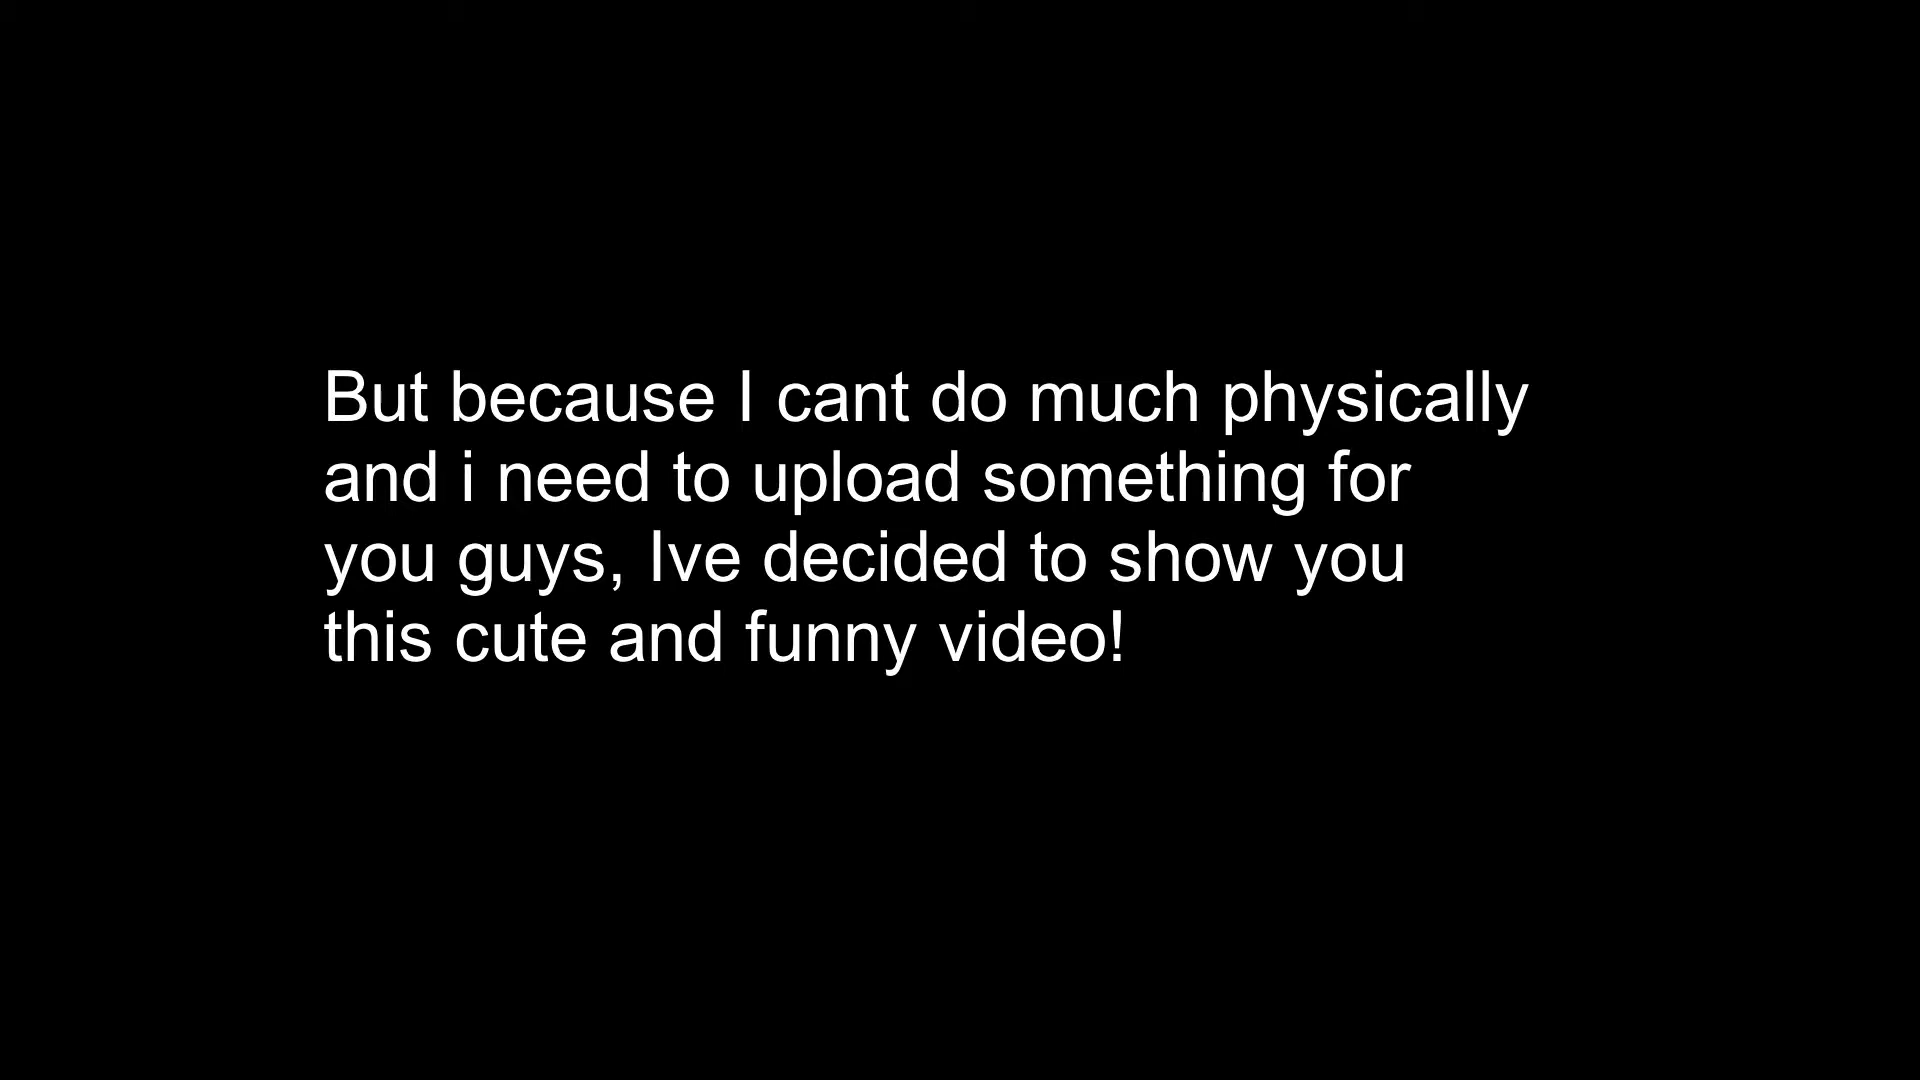 But because I cant do much physically
and i need to upload something for
you guys, Ive decided to show you
this cute and funny video!